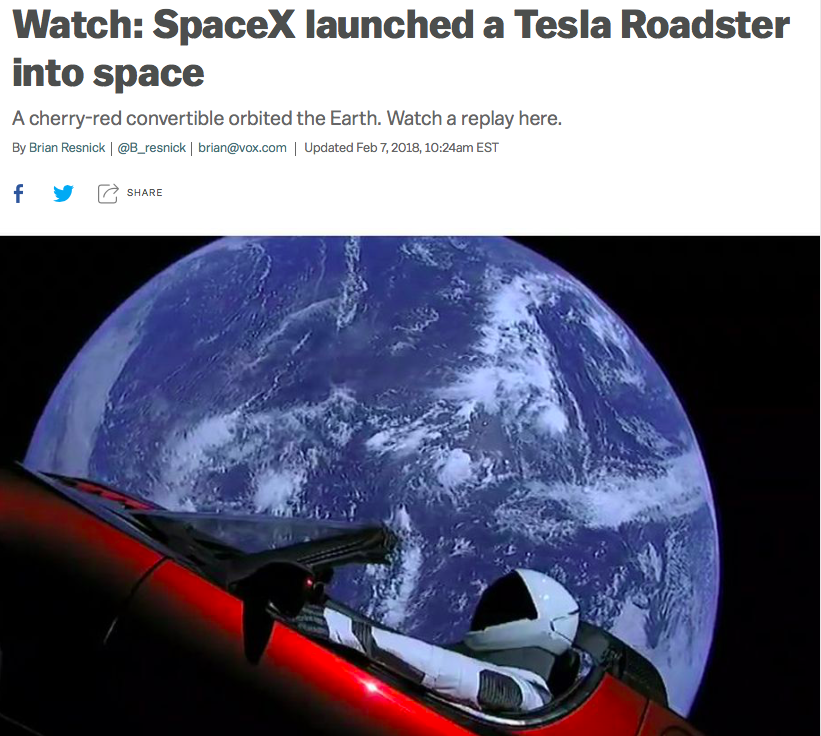 Watch: SpaceX launched a Tesla Roadster
into space
A cherry-red convertible orbited the Earth. Watch a replay here.
By Brian Resnick | @B_resnick | brian@vox.com | Updated Feb 7, 2018, 10:24am EST
SHARE